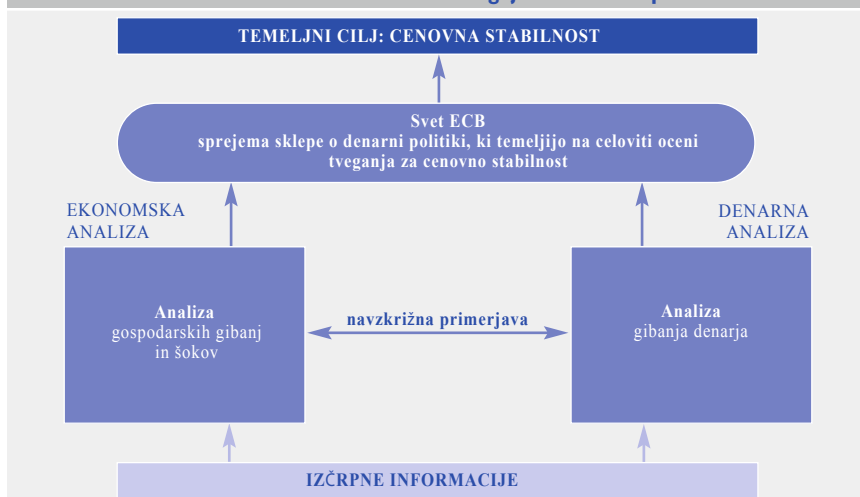 TEMELJNI CILJ: CENOVNA STABILNOST
Svet ECB
sprejema sklepe o denarni politiki, ki temeljijo na celoviti oceni
tveganja za cenovno stabilnost
EKONOMSKA
ANALIZA
DENARNA
ANALIZA
Analiza
gospodarskih gibanj
in šokov
navzkrižna primerjava
Analiza
gibanja denarja
IZČRPNE INFORMACIJE